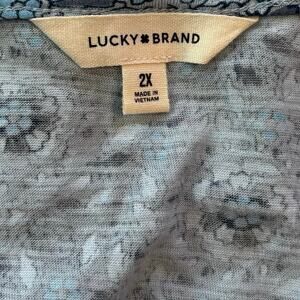 LUCKY BRAND
2X
MADE IN
VIETNAM